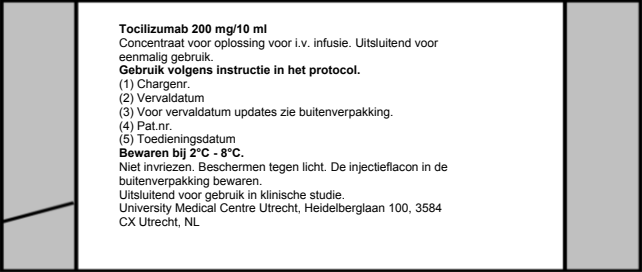 Tocilizumab 200 mg/10 ml
Concentraat voor oplossing voor i.v. infusie. Uitsluitend voor
eenmalig gebruik.
Gebruik volgens instructie in het protocol.
(1) Chargenr.
(2) Vervaldatum
(3) Voor vervaldatum updates zie buitenverpakking.
(4) Pat.nr.
(5) Toedieningsdatum
Bewaren bij 2°C - 8°C.
Niet invriezen. Beschermen tegen licht. De injectieflacon in de
buitenverpakking bewaren.
Uitsluitend voor gebruik in klinische studie.
University Medical Centre Utrecht, Heidelberglaan 100, 3584
CX Utrecht, NL